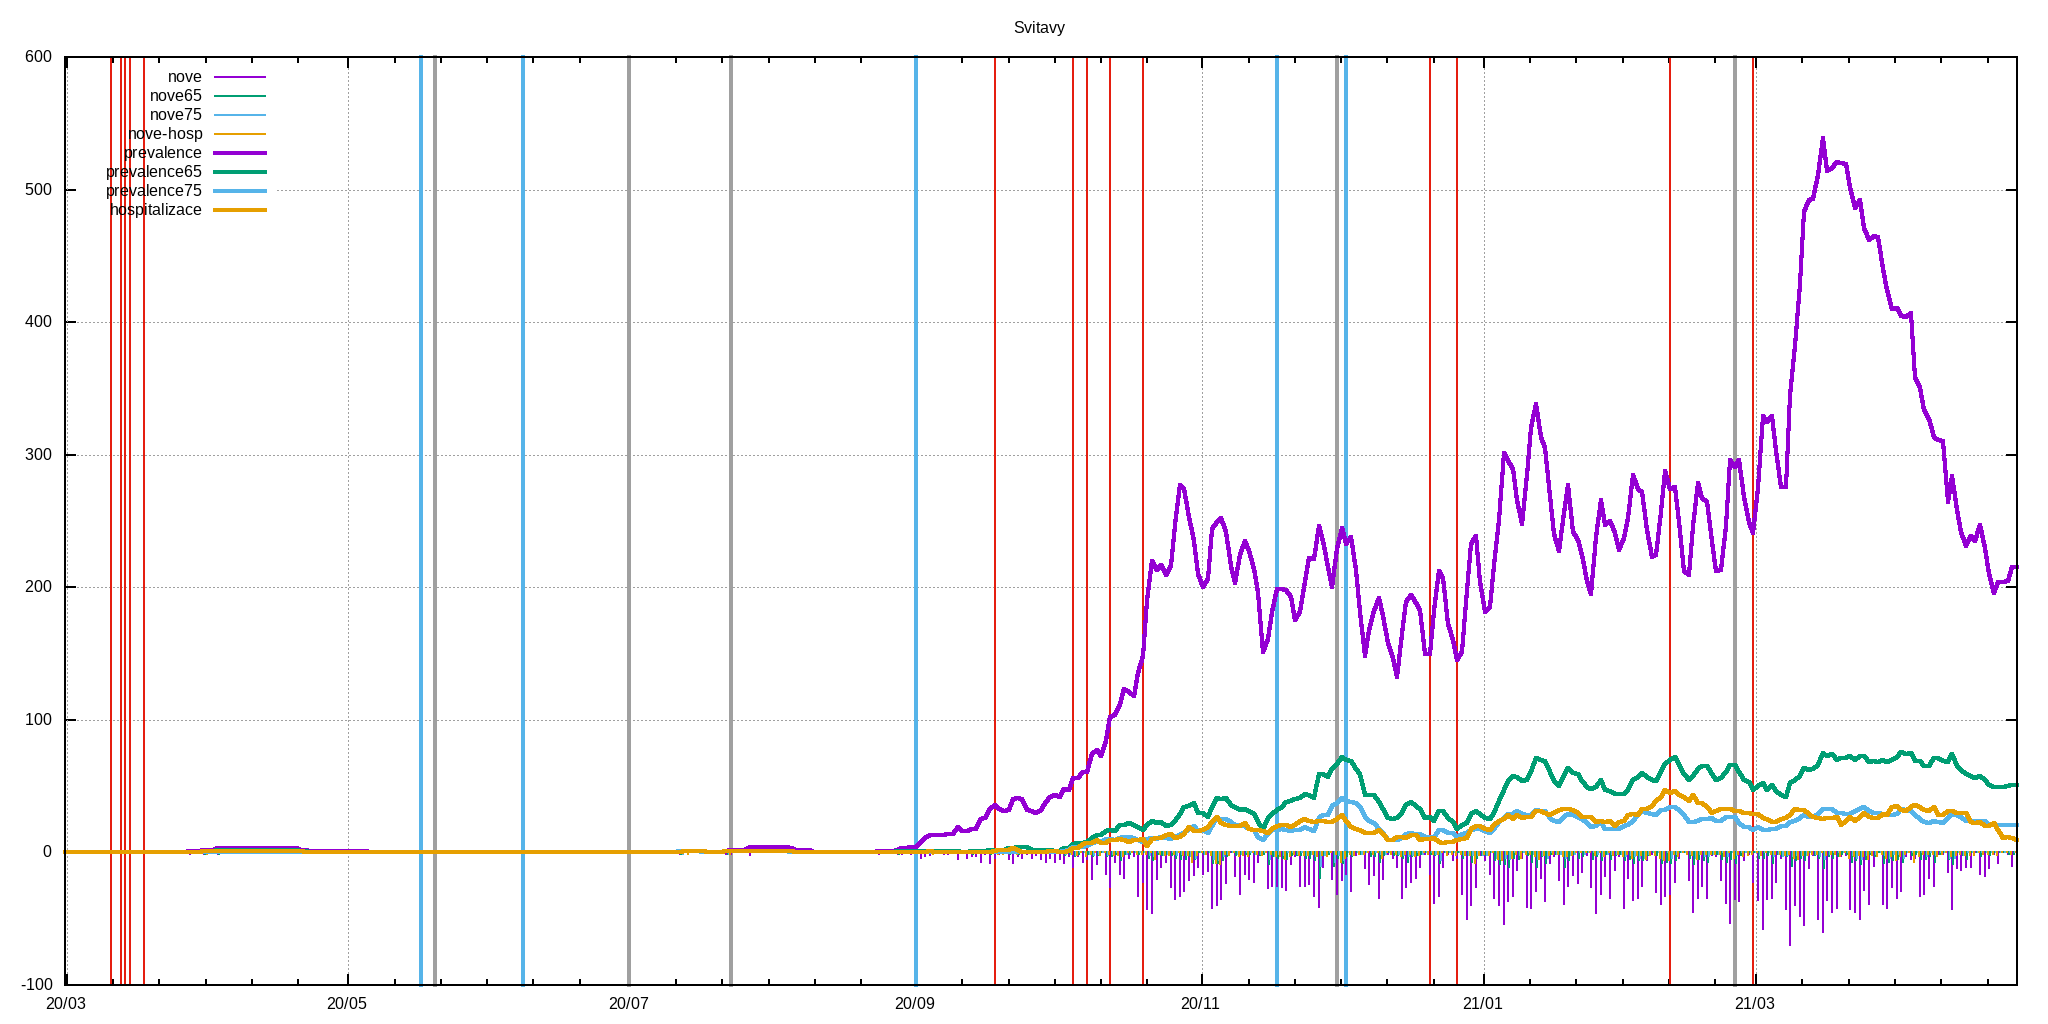 Svitavy
600
500
400
300
200
100
0
-100
nove
nove65
nove75
nove-hosp
prevalence
prevalence65
prevalence75
hospitalizace
20/03 20/05 20/07 20/09 20/11 21/01 21/03